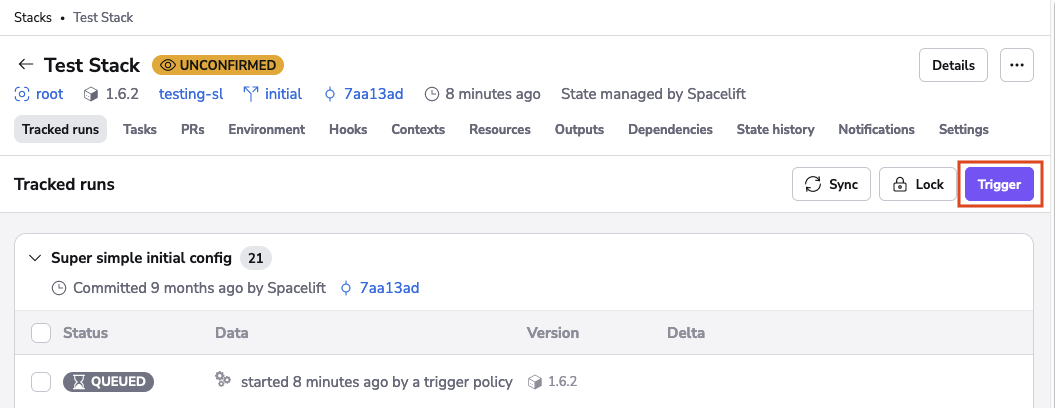 Stacks • Test Stack
← Test Stack UNCONFIRMED Details ...
root 1.6.2 testing-sl initial 7aa13ad 8 minutes ago State managed by Spacelift
Tracked runs Tasks PRs Environment Hooks Contexts Resources Outputs Dependencies State history Notifications Settings
Tracked runs Sync Lock Trigger
Super simple initial config 21
Committed 9 months ago by Spacelift 7aa13ad
Status Data Version Delta
QUEUED started 8 minutes ago by a trigger policy 1.6.2